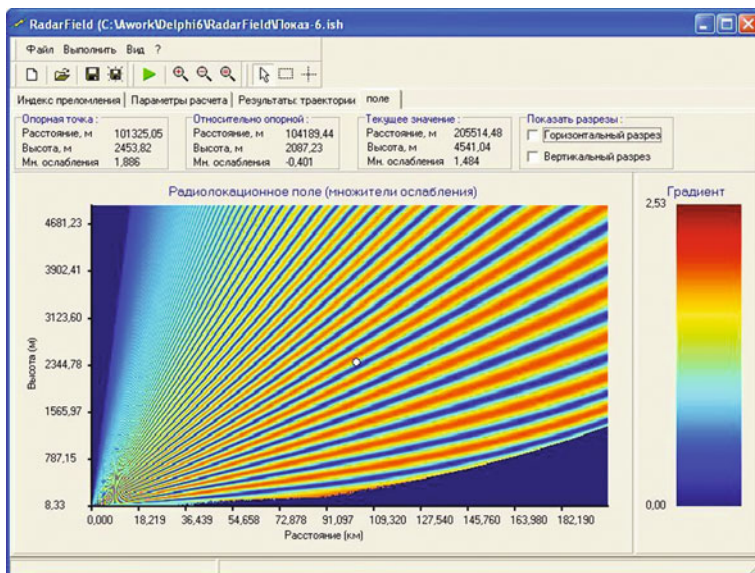 RadarField (C:\Awork\Delphi6\RadarField\Показ-6.ish
Файл Выполнить Вид ?
Индекс преломления Параметры расчета Результаты: траектории поле
Опорная точка :
Расстояние, м 101325,05
Высота, м 2453,82
Мн. ослабления 1,886
Относительно опорной :
Расстояние, м 104189,44
Высота, м 2087,23
Мн. ослабления -0,401
Текущее значение :
Расстояние, м 205514,48
Высота, м 4541,04
Мн. ослабления 1,484
Показать разрезы :
Горизонтальный разрез
Вертикальный разрез
Радиолокационное поле (множители ослабления)
Высота (м)
4681,23
3902,41
3123,60
2344,78
1565,97
787,15
8.33
0,000 18,219 36,439 54,658 72,878 91,097 109,320 127,540 145,760 163,980 182,190
Расстояние (км)
Градиент
2,53
0,00